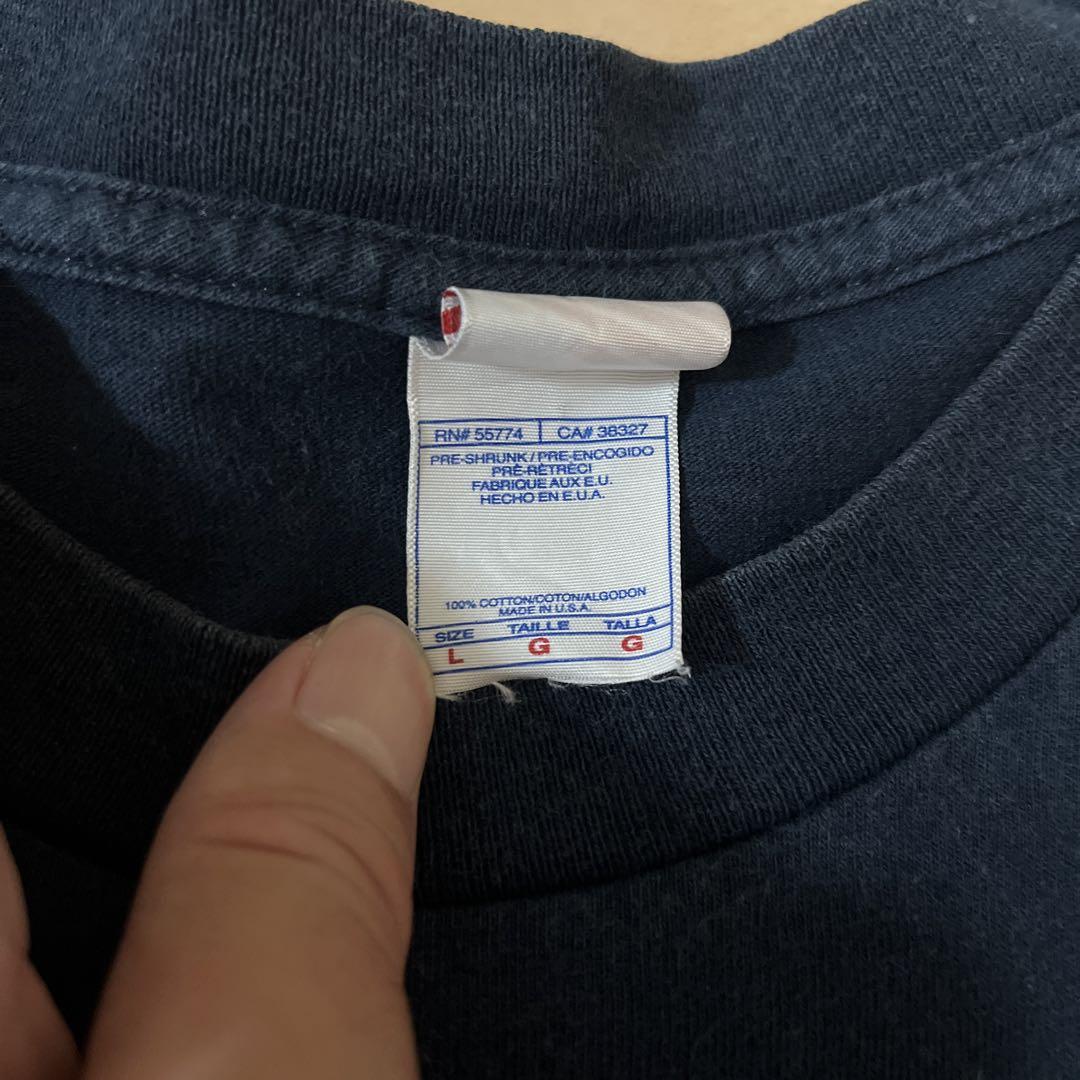 RN# 55774 CA# 38327
PRE-SHRUNK / PRE-ENCOGIDO
PRÉ-RÉTRÉCI
FABRIQUE AUX E.U.
HECHO EN E.U.A.
100% COTTON/COTON/ALGODON
MADE IN U.S.A.
SIZE TAILLE TALLA
L G G